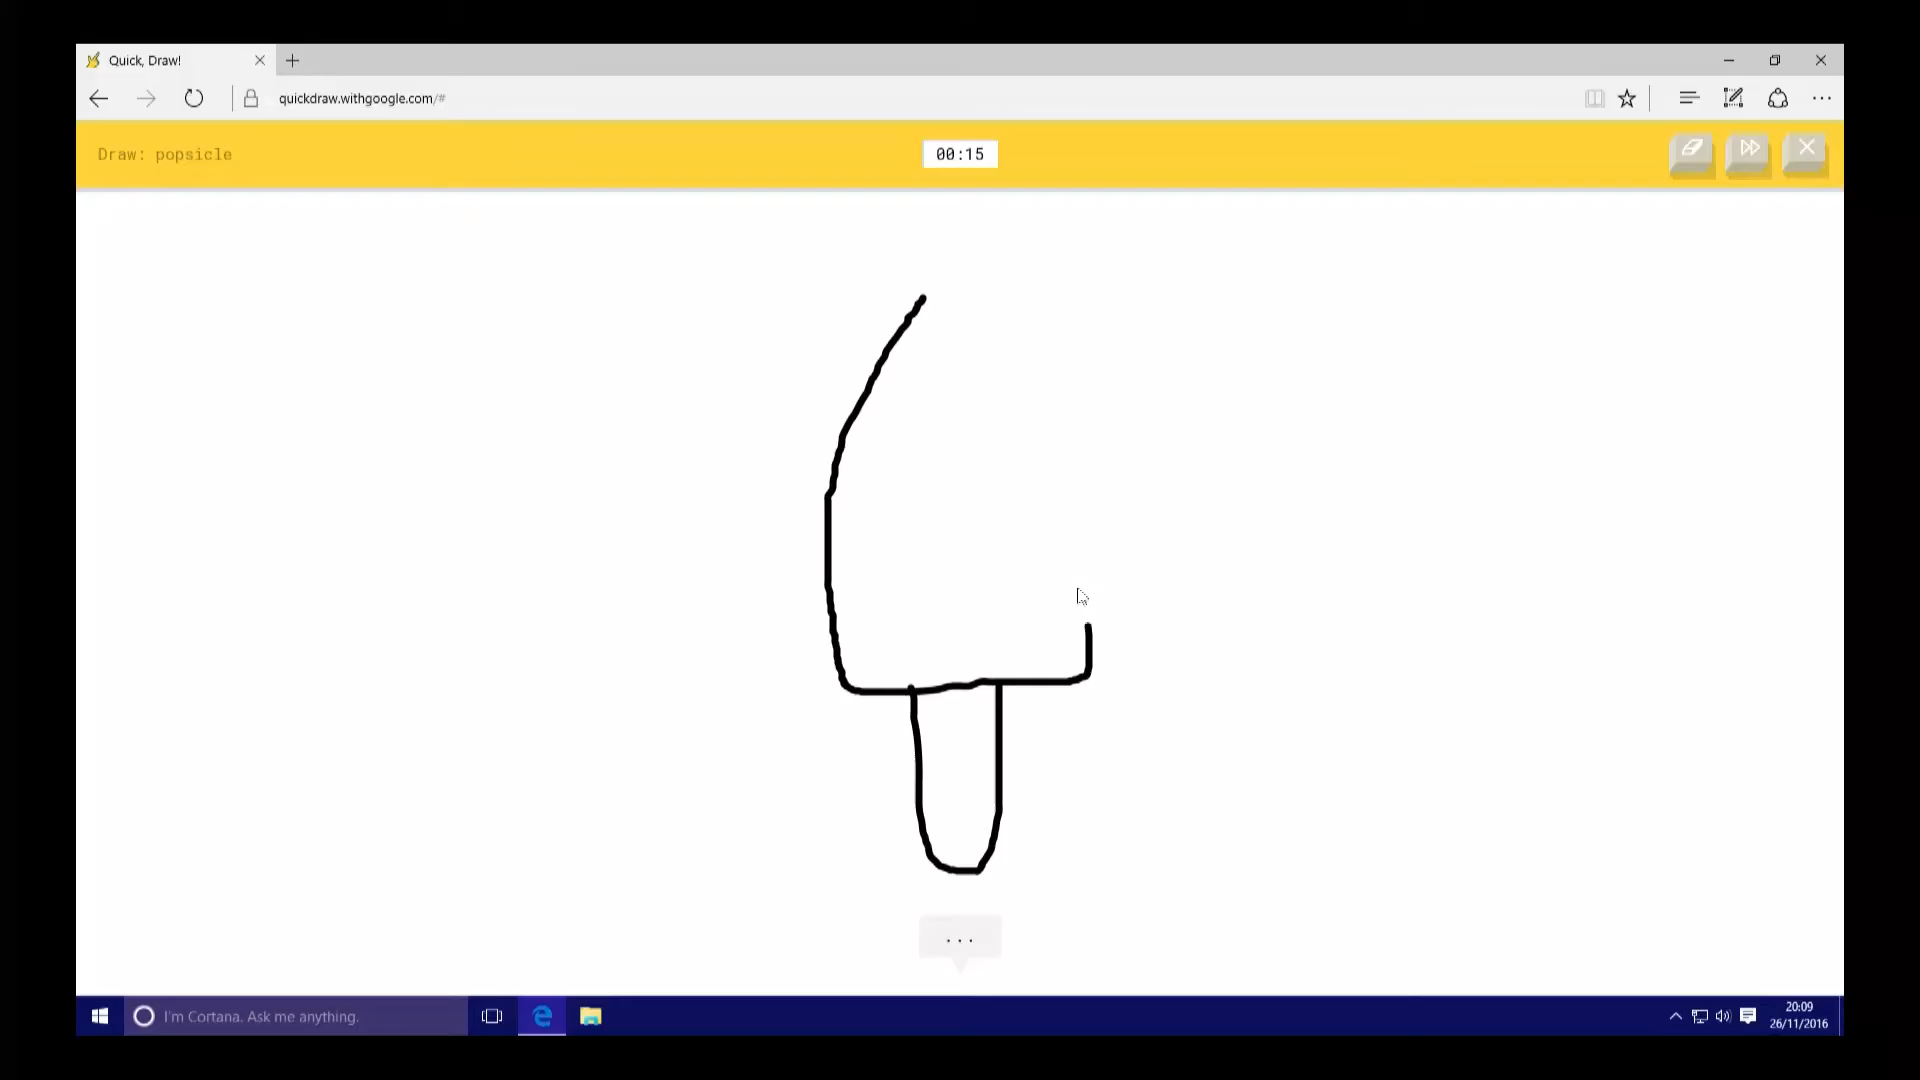 Quick, Draw!
quickdraw.withgoogle.com/#
Draw: popsicle
00:15
...
I'm Cortana. Ask me anything.
20:09
26/11/2016